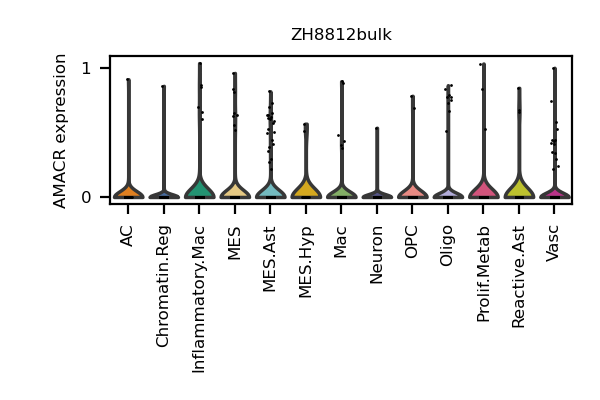 ZH8812bulk
AMACR expression
1
0
AC
Chromatin.Reg
Inflammatory.Mac
MES
MES.Ast
MES.Hyp
Mac
Neuron
OPC
Oligo
Prolif.Metab
Reactive.Ast
Vasc